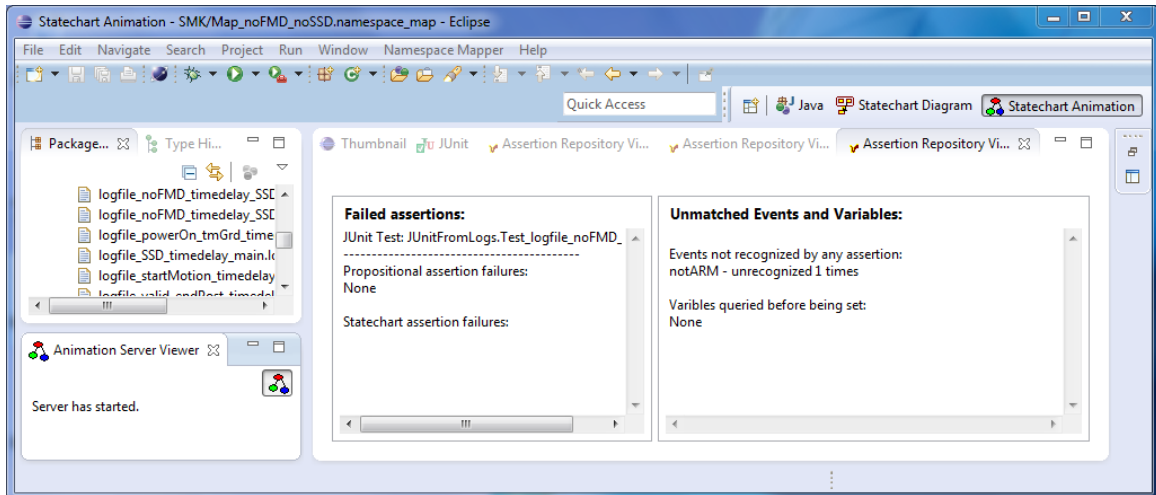 Statechart Animation - SMK/Map_noFMD_noSSD.namespace_map - Eclipse
File Edit Navigate Search Project Run Window Namespace Mapper Help
Quick Access
Java Statechart Diagram Statechart Animation
Package... Type Hi...
Thumbnail JUnit Assertion Repository Vi... Assertion Repository Vi... Assertion Repository Vi...
logfile_noFMD_timedelay_SSD
logfile_noFMD_timedelay_SSD
logfile_powerOn_tmGrd_time
logfile_SSD_timedelay_main.lo
logfile_startMotion_timedelay
logfile_valid_endPost_timedel
Failed assertions:
JUnit Test: JUnitFromLogs.Test_logfile_noFMD_
------------------------------------------
Propositional assertion failures:
None
Statechart assertion failures:
Unmatched Events and Variables:
Events not recognized by any assertion:
notARM - unrecognized 1 times
Varibles queried before being set:
None
Animation Server Viewer
Server has started.